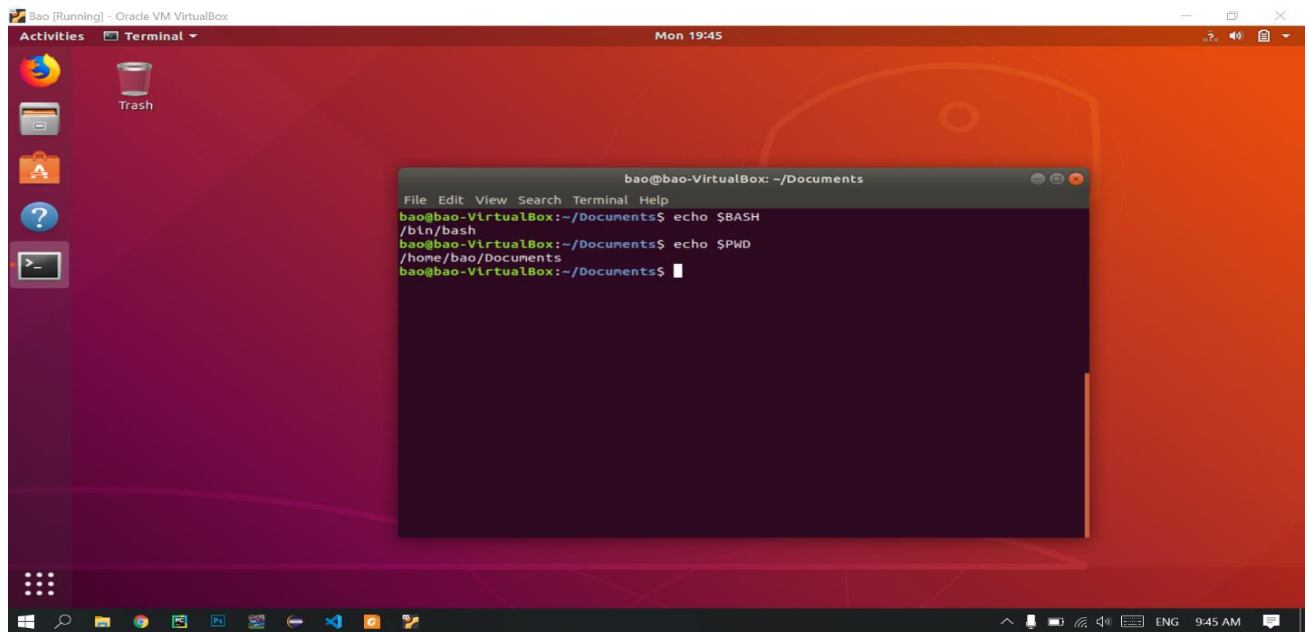 Bao [Running] - Oracle VM VirtualBox
Activities Terminal Mon 19:45
Trash
bao@bao-VirtualBox: ~/Documents
File Edit View Search Terminal Help
bao@bao-VirtualBox:~/Documents$ echo $BASH
/bin/bash
bao@bao-VirtualBox:~/Documents$ echo $PWD
/home/bao/Documents
bao@bao-VirtualBox:~/Documents$
ENG 9:45 AM